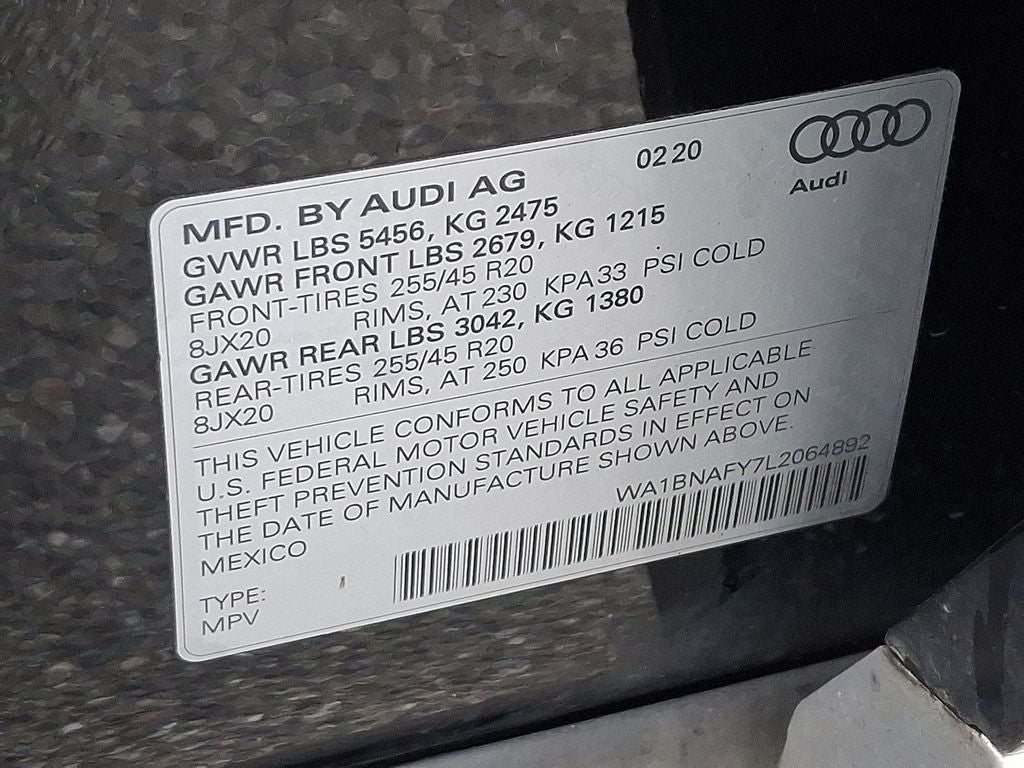 MFD. BY AUDI AG 02 20
Audi
GVWR LBS 5456, KG 2475
GAWR FRONT LBS 2679, KG 1215
FRONT-TIRES 255/45 R20
8JX20 RIMS, AT 230 KPA 33 PSI COLD
GAWR REAR LBS 3042, KG 1380
REAR-TIRES 255/45 R20
8JX20 RIMS, AT 250 KPA 36 PSI COLD
THIS VEHICLE CONFORMS TO ALL APPLICABLE
U.S. FEDERAL MOTOR VEHICLE SAFETY AND
THEFT PREVENTION STANDARDS IN EFFECT ON
THE DATE OF MANUFACTURE SHOWN ABOVE.
MEXICO WA1BNAFY7L2064892
TYPE:
MPV